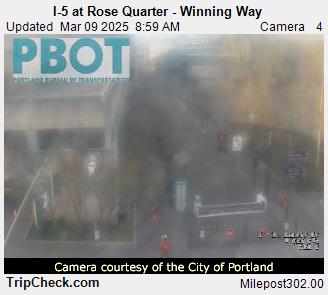 I-5 at Rose Quarter - Winning Way
Updated Mar 09 2025 8:59 AM Camera 4
PBOT
PORTLAND BUREAU OF TRANSPORTATION
Camera courtesy of the City of Portland
TripCheck.com Milepost302.00